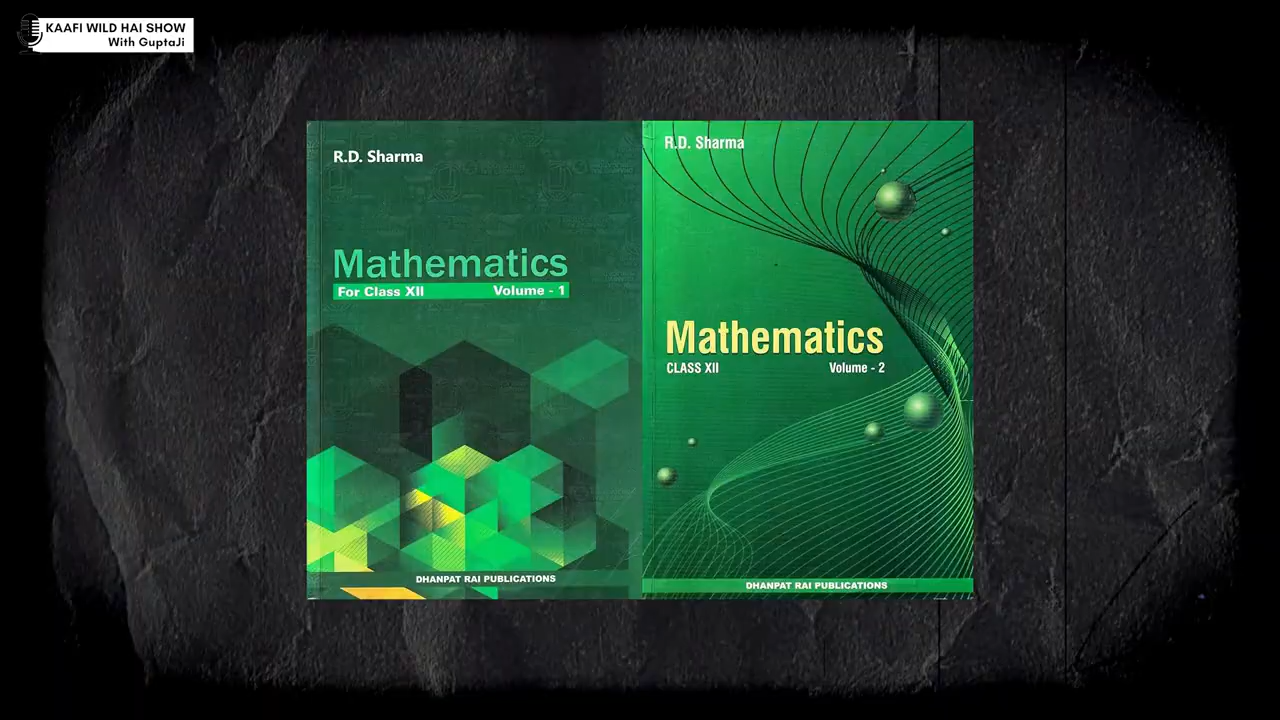 KAAFI WILD HAI SHOW
With GuptaJi
R.D. Sharma
Mathematics
For Class XII Volume - 1
DHANPAT RAI PUBLICATIONS
R.D. Sharma
Mathematics
CLASS XII Volume - 2
DHANPAT RAI PUBLICATIONS